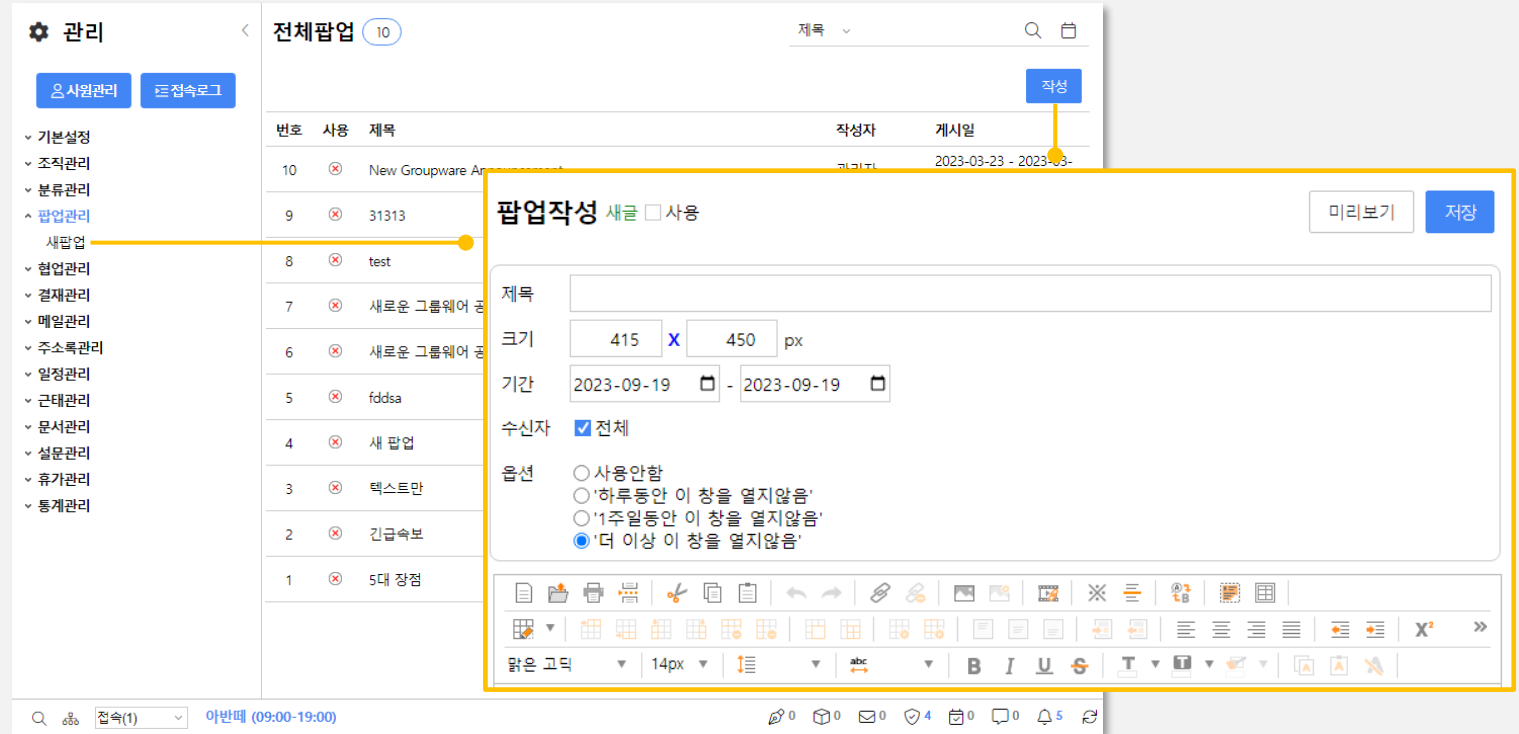 관리
전체팝업 10
제목
사원관리 접속로그
작성
기본설정
조직관리
분류관리
팝업관리
새팝업
협업관리
결재관리
메일관리
주소록관리
일정관리
근태관리
문서관리
설문관리
휴가관리
통계관리
번호 사용 제목 작성자 게시일
10 New Groupware 2023-03-23 - 2023-03-
9 31313
8 test
7 새로운 그룹웨어
6 새로운 그룹웨어
5 fddsa
4 새 팝업
3 텍스트만
2 긴급속보
1 5대 장점
팝업작성 새글 사용 미리보기 저장
제목
크기 415 X 450 px
기간 2023-09-19 - 2023-09-19
수신자 전체
옵션 사용안함
'하루동안 이 창을 열지않음'
'1주일동안 이 창을 열지않음'
'더 이상 이 창을 열지않음'
맑은 고딕 14px abc B I U S T T
접속(1) 아반떼 (09:00-19:00) 0 0 0 4 0 0 5